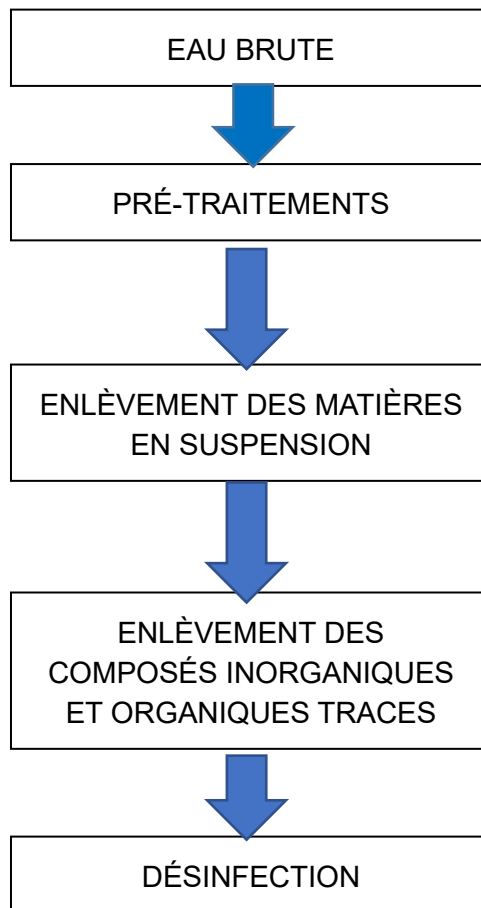 EAU BRUTE
PRÉ-TRAITEMENTS
ENLÈVEMENT DES MATIÈRES
EN SUSPENSION
ENLÈVEMENT DES
COMPOSÉS INORGANIQUES
ET ORGANIQUES TRACES
DÉSINFECTION